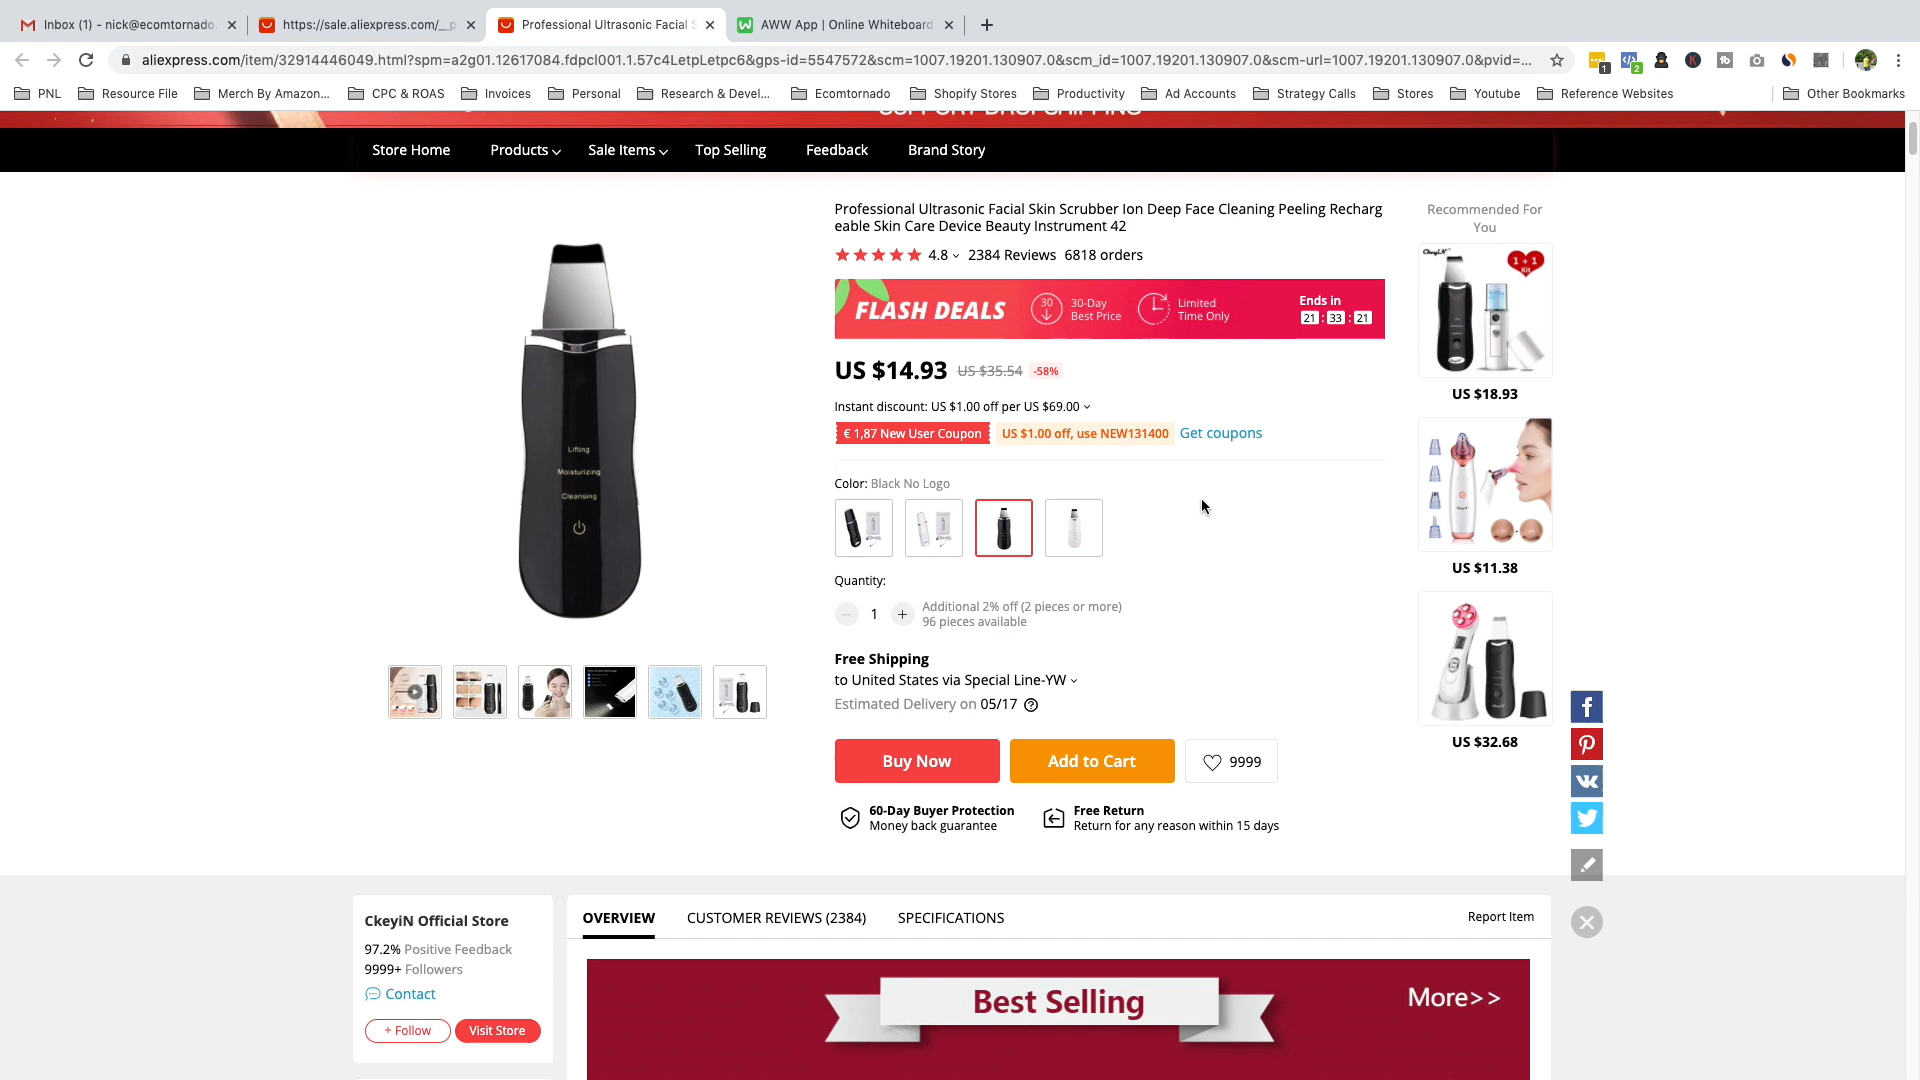 Inbox (1) - nick@ecomtornado.
https://sale.aliexpress.com/__p
Professional Ultrasonic Facial S
AWW App | Online Whiteboard
aliexpress.com/item/32914446049.html?spm=a2g01.12617084.fdpcl001.1.57c4LetpLetpc6&gps-id=5547572&scm=1007.19201.130907.0&scm_id=1007.19201.130907.0&scm-url=1007.19201.130907.0&pvid=...
1
2
PNL
Resource File
Merch By Amazon...
CPC & ROAS
Invoices
Personal
Research & Devel...
Ecomtornado
Shopify Stores
Productivity
Ad Accounts
Strategy Calls
Stores
Youtube
Reference Websites
Other Bookmarks
SUPPORT DROPSHIPPING
Store Home
Products
Sale Items
Top Selling
Feedback
Brand Story
Lifting
Moisturizing
Cleansing
Professional Ultrasonic Facial Skin Scrubber Ion Deep Face Cleaning Peeling Recharg
eable Skin Care Device Beauty Instrument 42
4.8 2384 Reviews 6818 orders
FLASH DEALS
30
30-Day
Best Price
Limited
Time Only
Ends in
21 : 33 : 21
US $14.93 US $35.54 -58%
Instant discount: US $1.00 off per US $69.00
€ 1,87 New User Coupon
US $1.00 off, use NEW131400
Get coupons
Color: Black No Logo
Quantity:
1
Additional 2% off (2 pieces or more)
96 pieces available
Free Shipping
to United States via Special Line-YW
Estimated Delivery on 05/17
Buy Now
Add to Cart
9999
60-Day Buyer Protection
Money back guarantee
Free Return
Return for any reason within 15 days
Recommended For
You
CkeyiN
1 + 1
Kit
US $18.93
US $11.38
US $32.68
CkeyiN Official Store
97.2% Positive Feedback
9999+ Followers
Contact
+ Follow
Visit Store
OVERVIEW
CUSTOMER REVIEWS (2384)
SPECIFICATIONS
Report Item
Best Selling
More>>